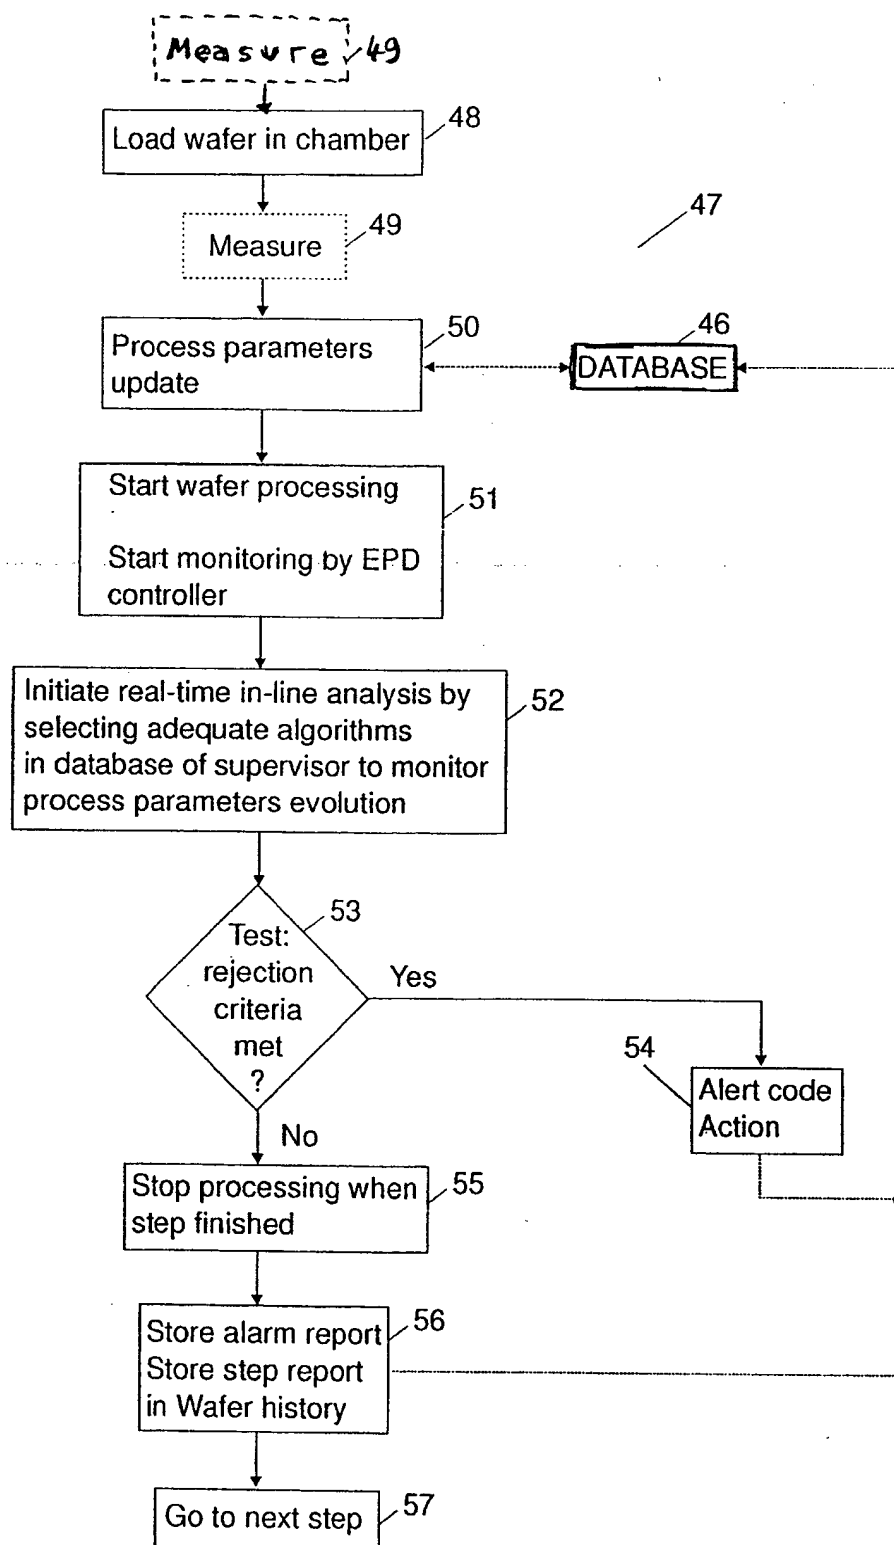 Measure 49
Load wafer in chamber 48
Measure 49
47
Process parameters
update
50
46
DATABASE
Start wafer processing
Start monitoring by EPD
controller
51
Initiate real-time in-line analysis by
selecting adequate algorithms
in database of supervisor to monitor
process parameters evolution
52
53
Test:
rejection
criteria
met
?
Yes
54
Alert code
Action
No
Stop processing when
step finished
55
Store alarm report
Store step report
in Wafer history
56
Go to next step 57